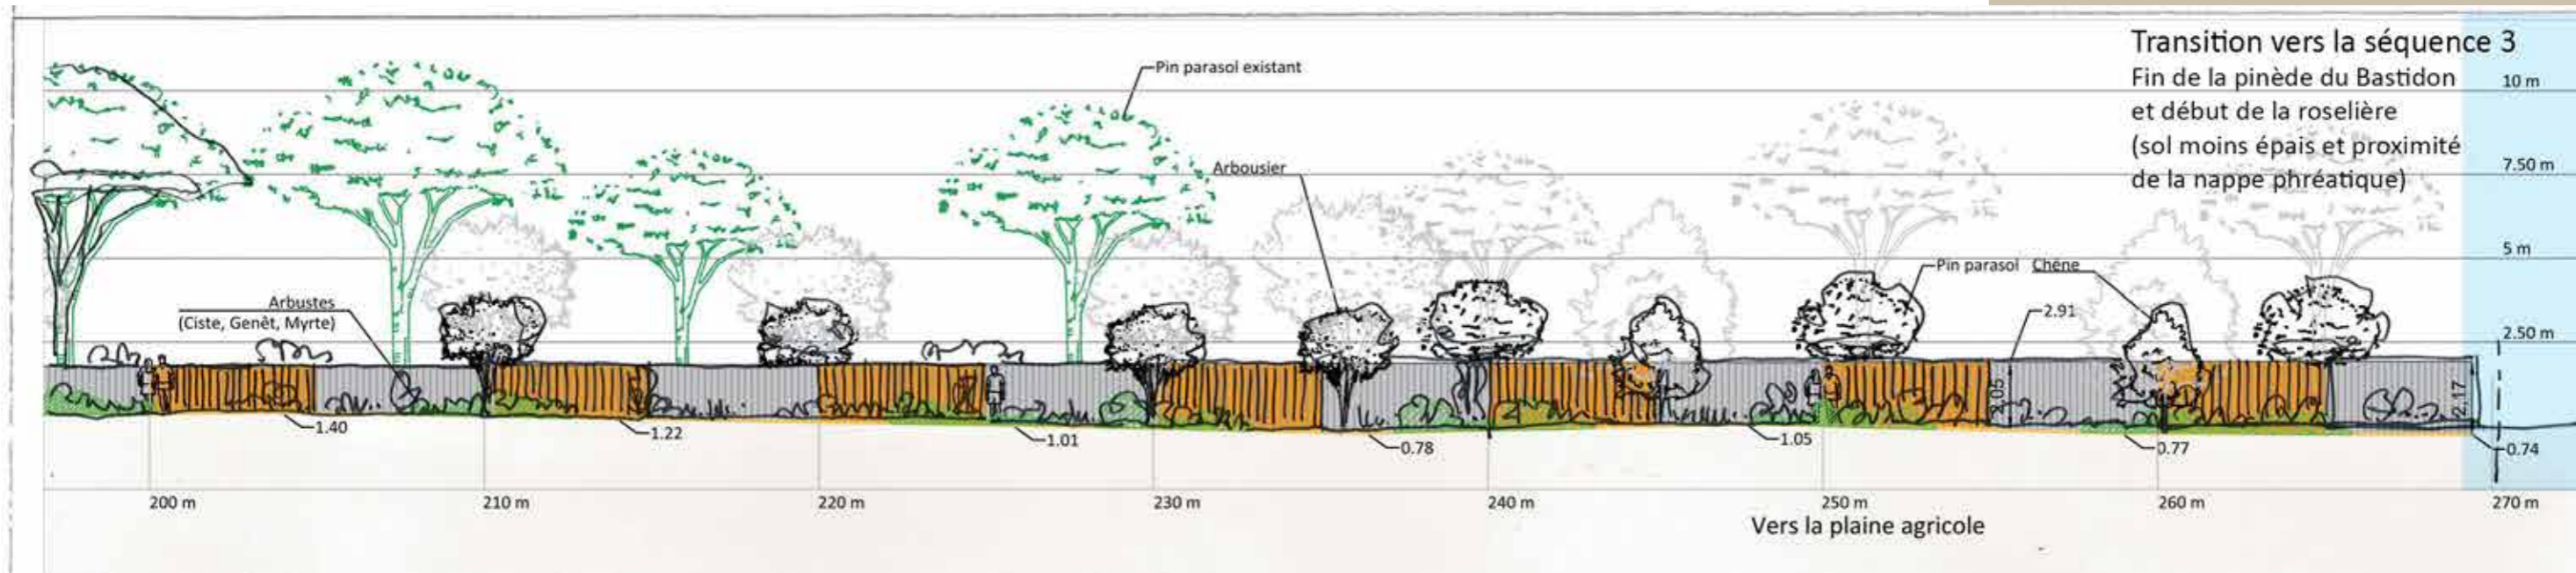 Transition vers la séquence 3
Fin de la pinède du Bastidon
et début de la roselière
(sol moins épais et proximité
de la nappe phréatique)
10 m
7.50 m
5 m
2.50 m
Pin parasol existant
Arbousier
Arbustes
(Ciste, Genêt, Myrte)
Pin parasol
Chêne
2.91
2.05
2.17
1.40
1.22
1.01
0.78
1.05
0.77
0.74
200 m
210 m
220 m
230 m
240 m
250 m
260 m
270 m
Vers la plaine agricole